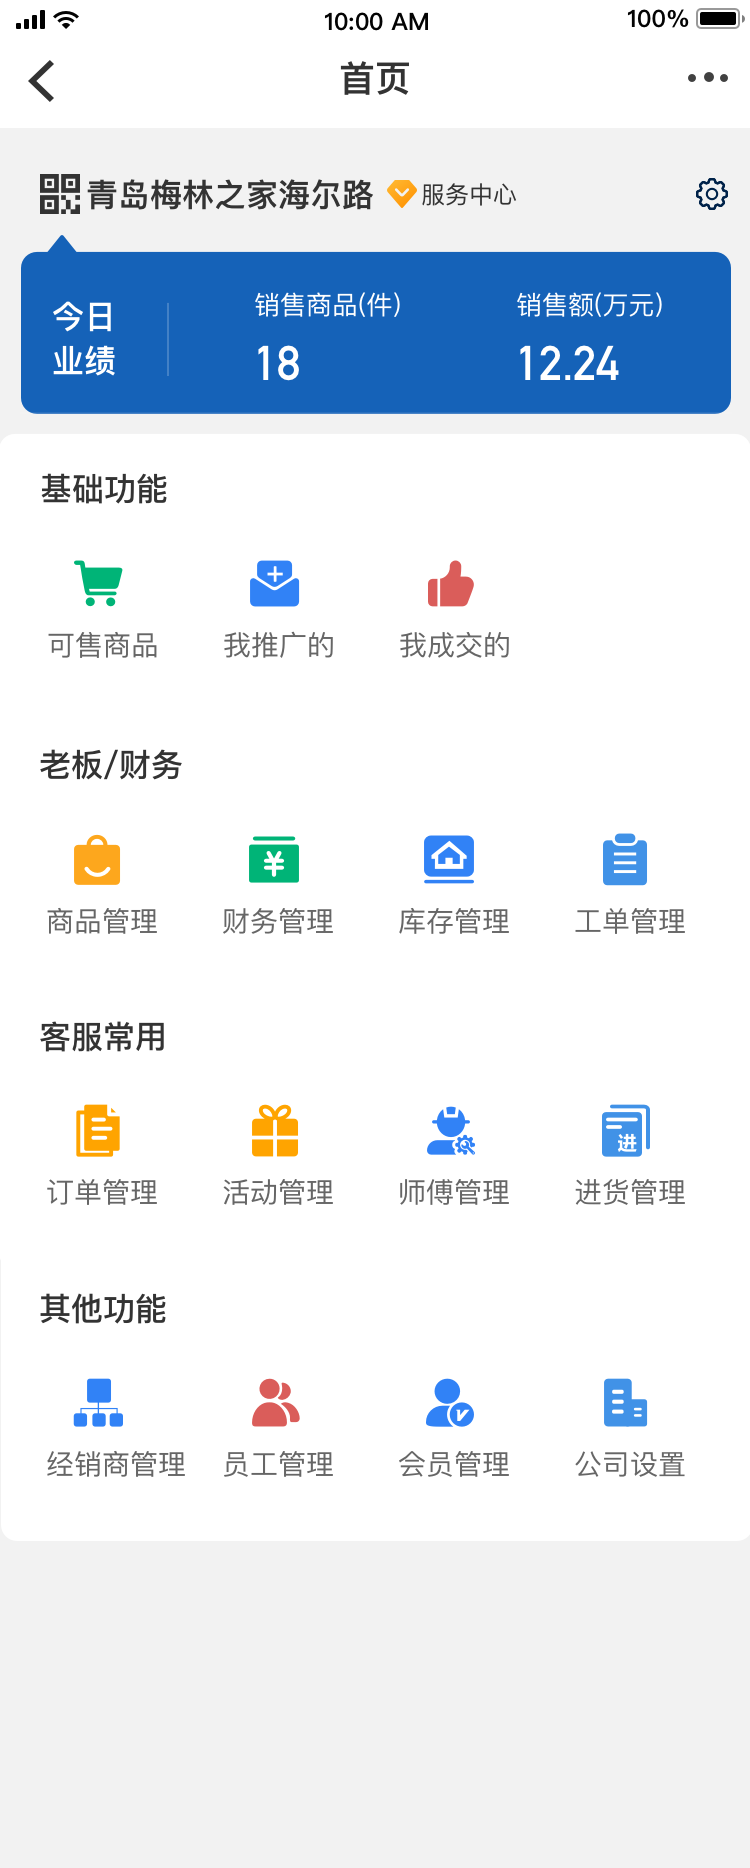 10:00 AM
100%
首页
青岛梅林之家海尔路 服务中心
今日
业绩
销售商品(件)
18
销售额(万元)
12.24
基础功能
可售商品 我推广的 我成交的
老板/财务
商品管理 财务管理 库存管理 工单管理
客服常用
进
订单管理 活动管理 师傅管理 进货管理
其他功能
经销商管理 员工管理 会员管理 公司设置